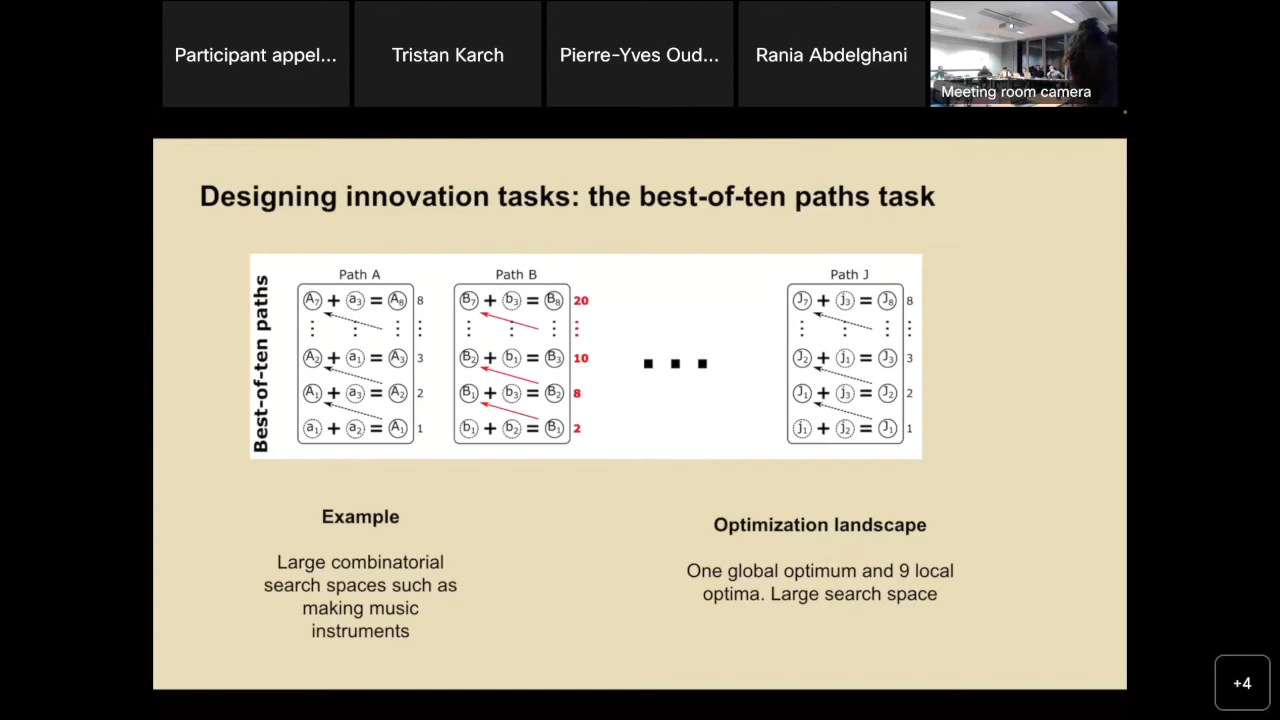 Participant appel...
Tristan Karch
Pierre-Yves Oud...
Rania Abdelghani
Meeting room camera
Designing innovation tasks: the best-of-ten paths task
Best-of-ten paths
Path A
A₇ + a₃ = A₈ 8
⋮ ⋮ ⋮ ⋮
A₂ + a₁ = A₃ 3
A₁ + a₃ = A₂ 2
a₁ + a₂ = A₁ 1
Path B
B₇ + b₃ = B₈ 20
⋮ ⋮ ⋮ ⋮
B₂ + b₁ = B₃ 10
B₁ + b₃ = B₂ 8
b₁ + b₂ = B₁ 2
...
Path J
J₇ + j₃ = J₈ 8
⋮ ⋮ ⋮ ⋮
J₂ + j₁ = J₃ 3
J₁ + j₃ = J₂ 2
j₁ + j₂ = J₁ 1
Example
Large combinatorial
search spaces such as
making music
instruments
Optimization landscape
One global optimum and 9 local
optima. Large search space
+4